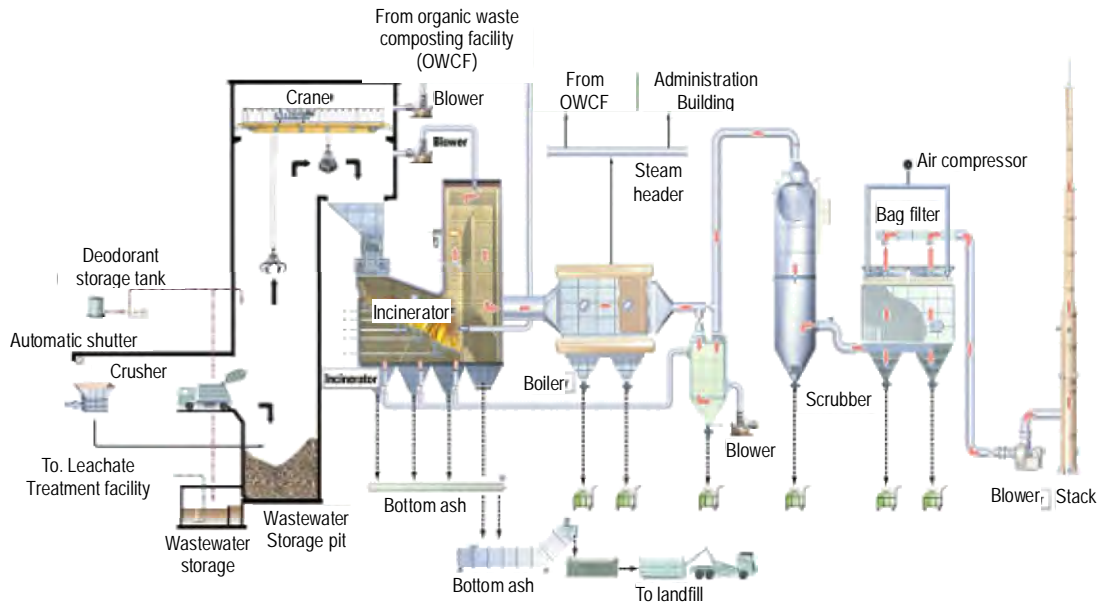 From organic waste
composting facility
(OWCF)
Crane
Blower
Blower
From
OWCF
Administration
Building
Steam
header
Air compressor
Bag filter
Deodorant
storage tank
Automatic shutter
Crusher
Incinerator
Incinerator
Boiler
Scrubber
Blower
To. Leachate
Treatment facility
Bottom ash
Wastewater
Storage pit
Wastewater
storage
Bottom ash
To landfill
Blower
Stack